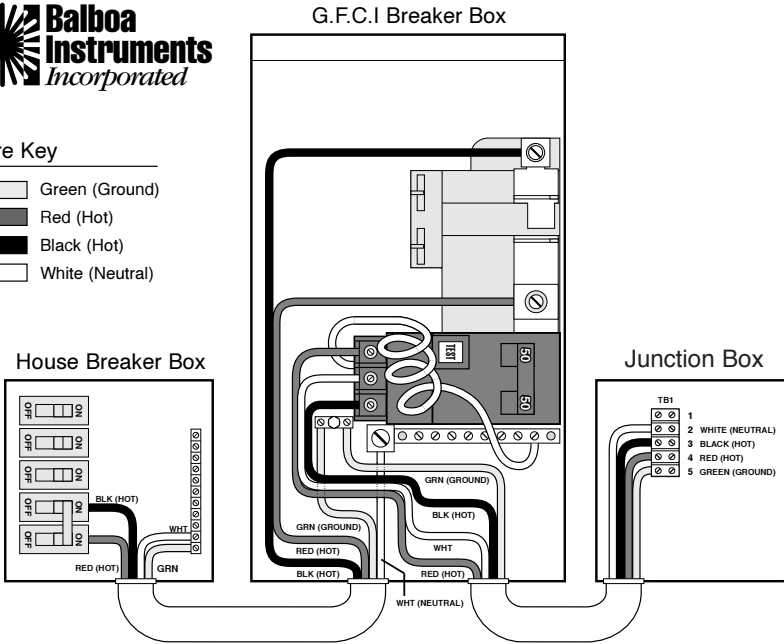 Balboa
Instruments
Incorporated
G.F.C.I Breaker Box
re Key
Green (Ground)
Red (Hot)
Black (Hot)
White (Neutral)
House Breaker Box
ON
OFF
ON
OFF
ON
OFF
ON
OFF
ON
OFF
BLK (HOT)
WHT
RED (HOT)
GRN
TEST
50
50
GRN (GROUND)
BLK (HOT)
GRN (GROUND)
RED (HOT)
WHT
BLK (HOT)
RED (HOT)
WHT (NEUTRAL)
Junction Box
TB1
1
2 WHITE (NEUTRAL)
3 BLACK (HOT)
4 RED (HOT)
5 GREEN (GROUND)